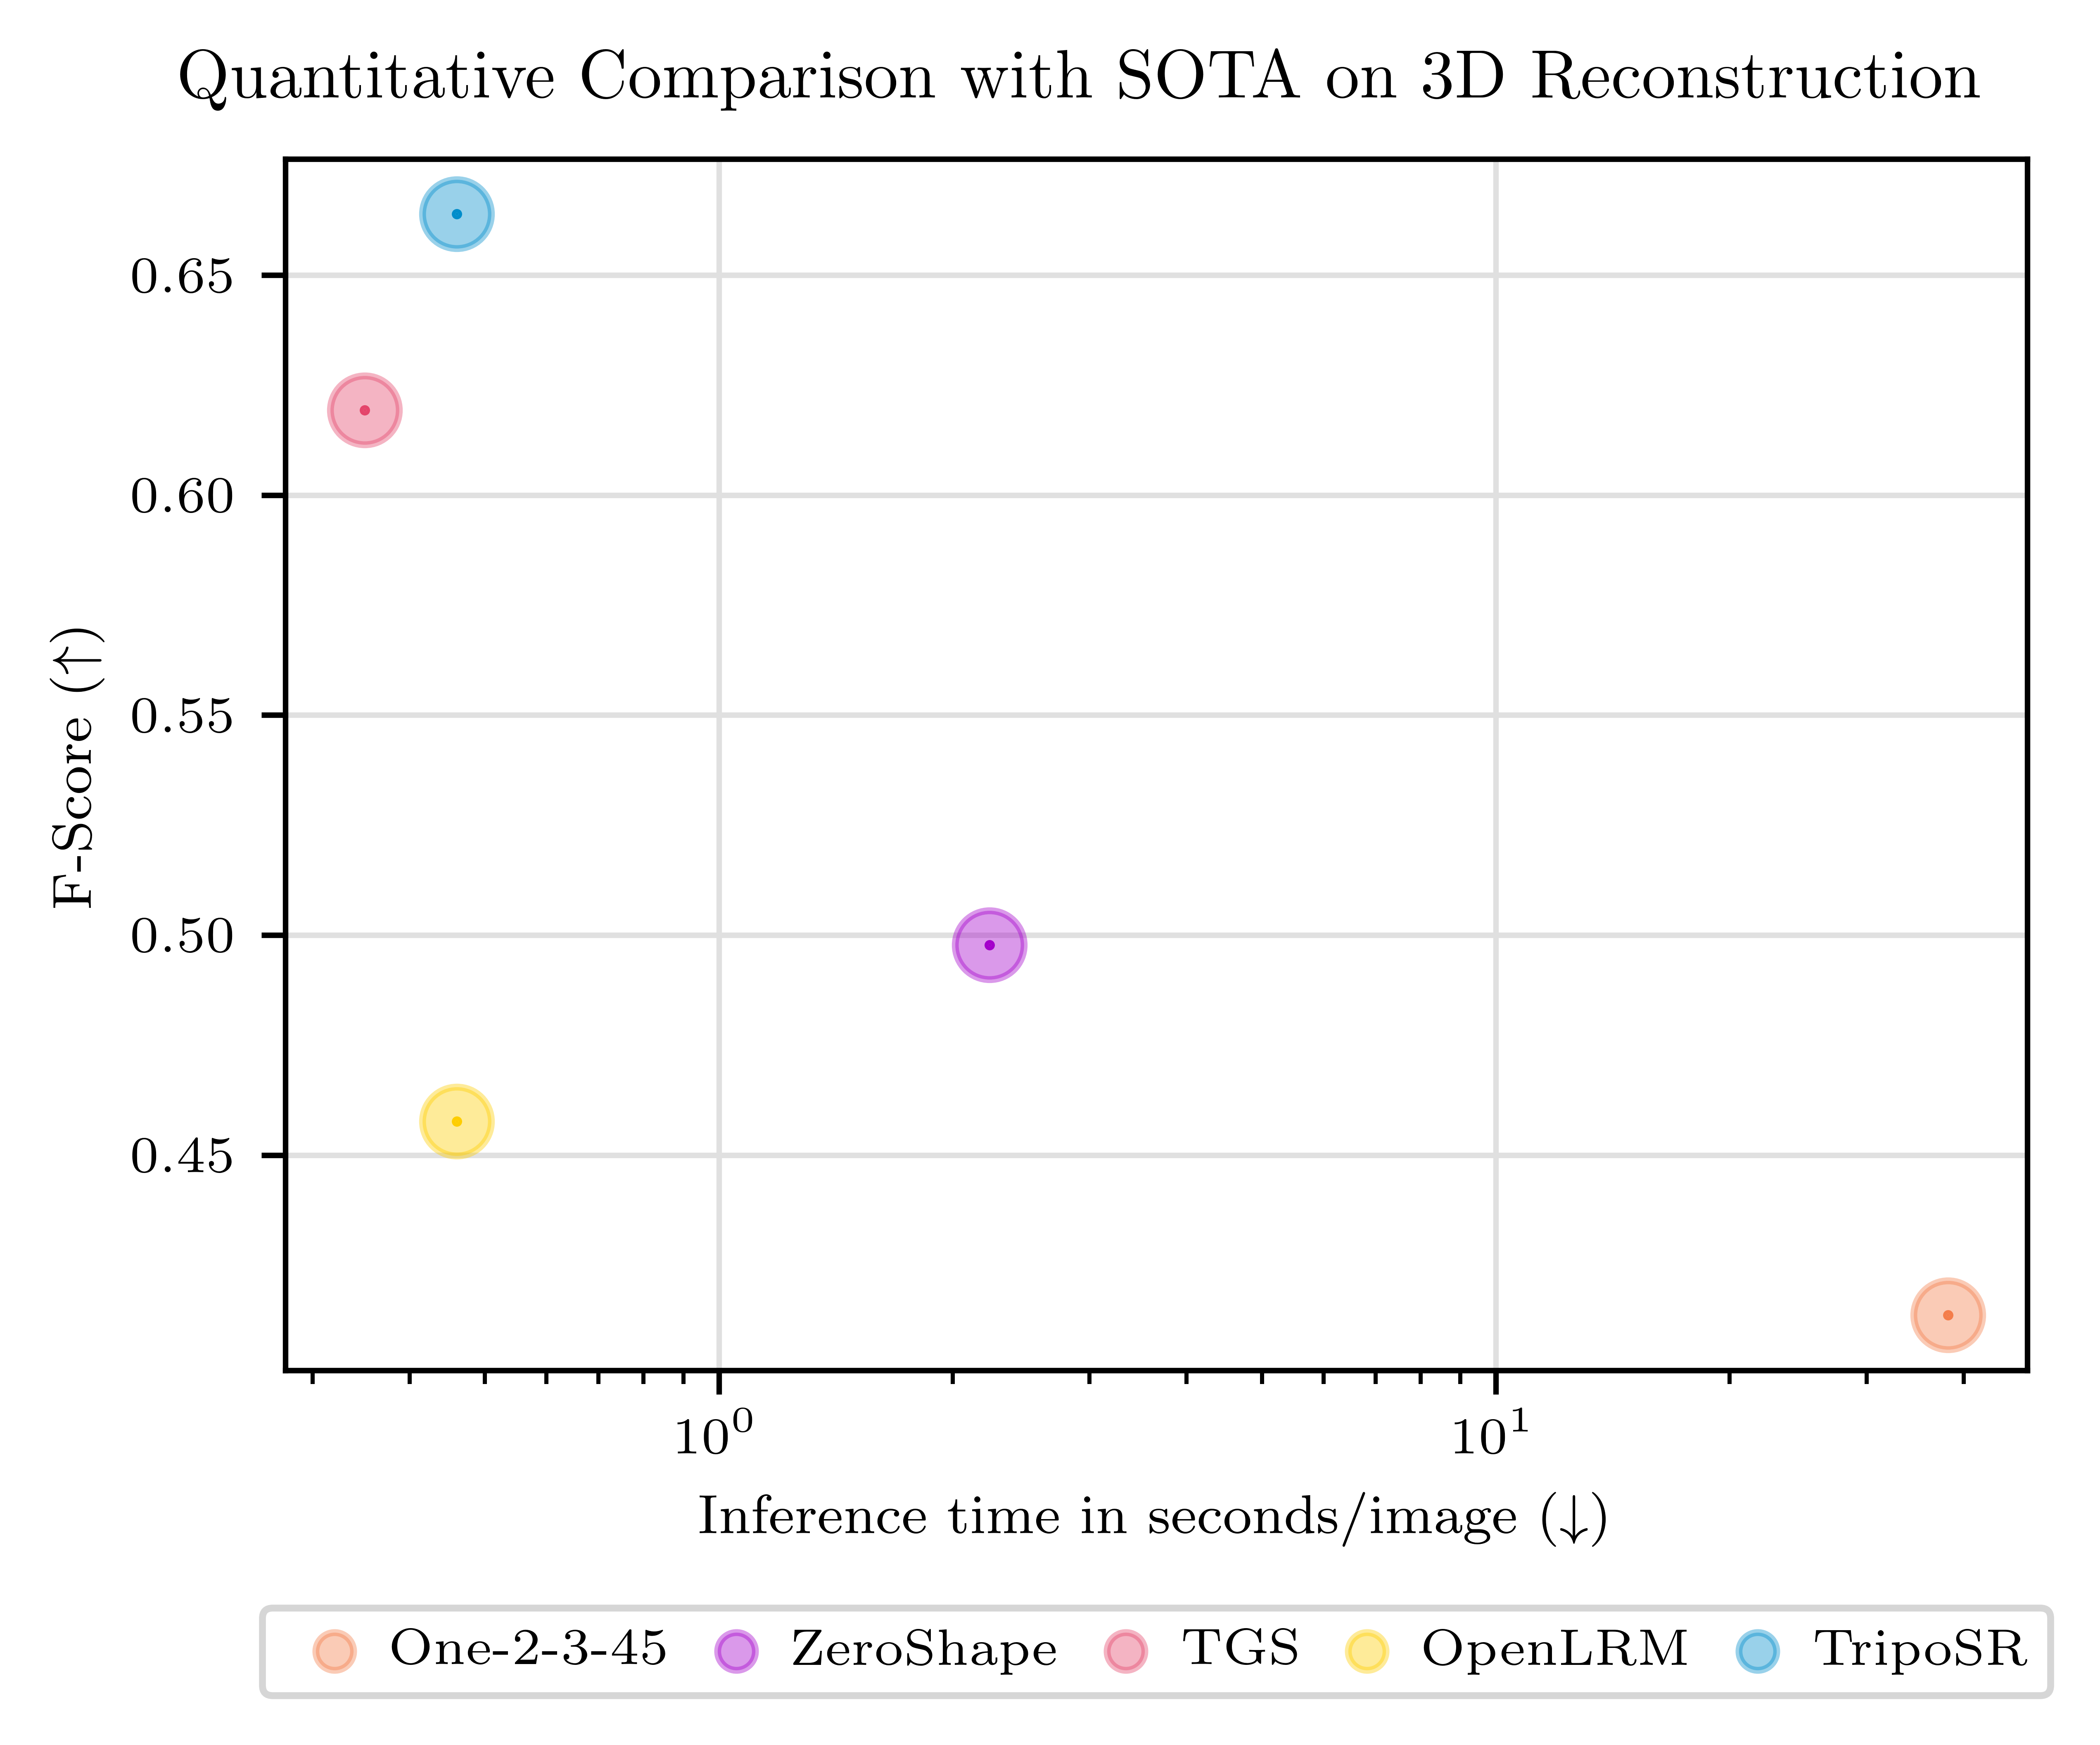 Quantitative Comparison with SOTA on 3D Reconstruction
F-Score (↑)
0.65
0.60
0.55
0.50
0.45
10⁰
10¹
Inference time in seconds/image (↓)
One-2-3-45 ZeroShape TGS OpenLRM TripoSR